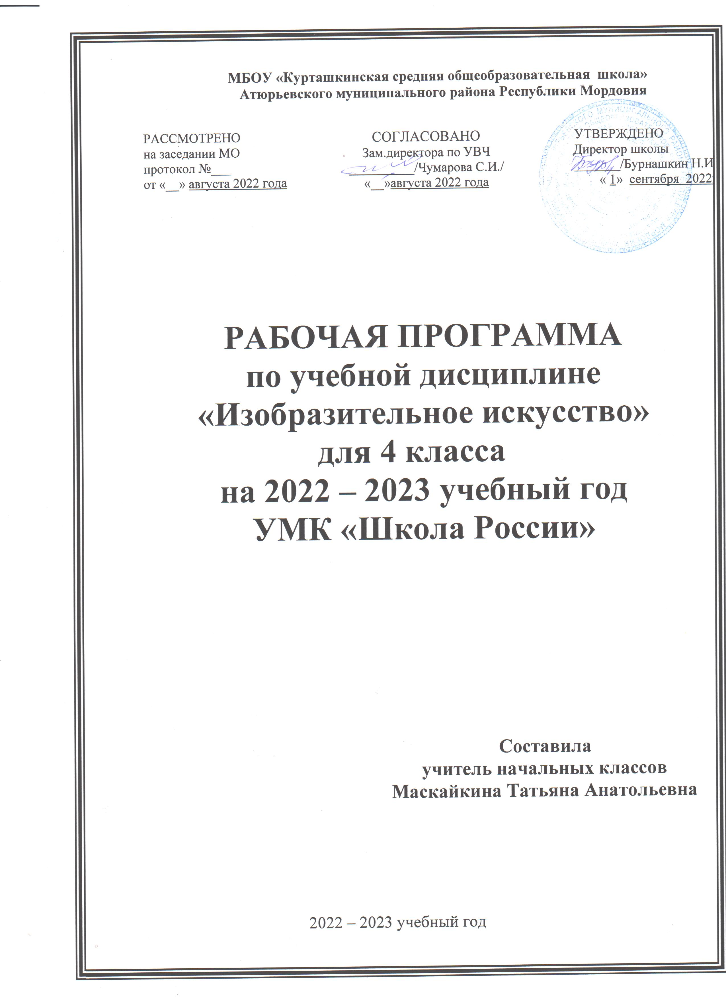 МБОУ «Курташкинская средняя общеобразовательная школа»
Атюрьевского муниципального района Республики Мордовия
РАССМОТРЕНО
на заседании МО
протокол №___
от «__» августа 2022 года
СОГЛАСОВАНО
Зам.директора по УВЧ
__________/Чумарова С.И./
«__»августа 2022 года
УТВЕРЖДЕНО
Директор школы
_______/Бурнашкин Н.И
« 1» сентября 2022г
РАБОЧАЯ ПРОГРАММА
по учебной дисциплине
«Изобразительное искусство»
для 4 класса
на 2022 – 2023 учебный год
УМК «Школа России»
Составила
учитель начальных классов
Маскайкина Татьяна Анатольевна
2022 – 2023 учебный год